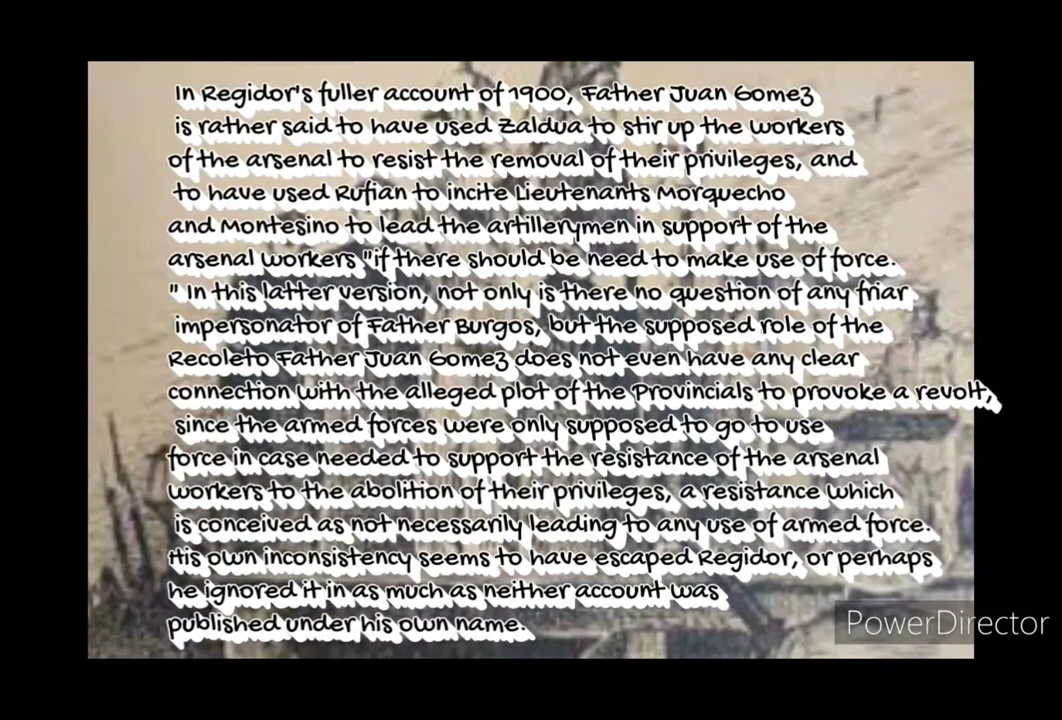 In Regidor's fuller account of 1900, Father Juan Gomez
is rather said to have used Zaldua to stir up the workers
of the arsenal to resist the removal of their privileges, and
to have used Rufian to incite Lieutenants Morquecho
and Montesino to lead the artillerymen in support of the
arsenal workers "if there should be need to make use of force.
" In this latter version, not only is there no question of any friar
impersonator of Father Burgos, but the supposed role of the
Recoleto Father Juan Gomez does not even have any clear
connection with the alleged plot of the Provincials to provoke a revolt,
since the armed forces were only supposed to go to use
force in case needed to support the resistance of the arsenal
workers to the abolition of their privileges, a resistance which
is conceived as not necessarily leading to any use of armed force.
His own inconsistency seems to have escaped Regidor, or perhaps
he ignored it in as much as neither account was
published under his own name.
PowerDirector